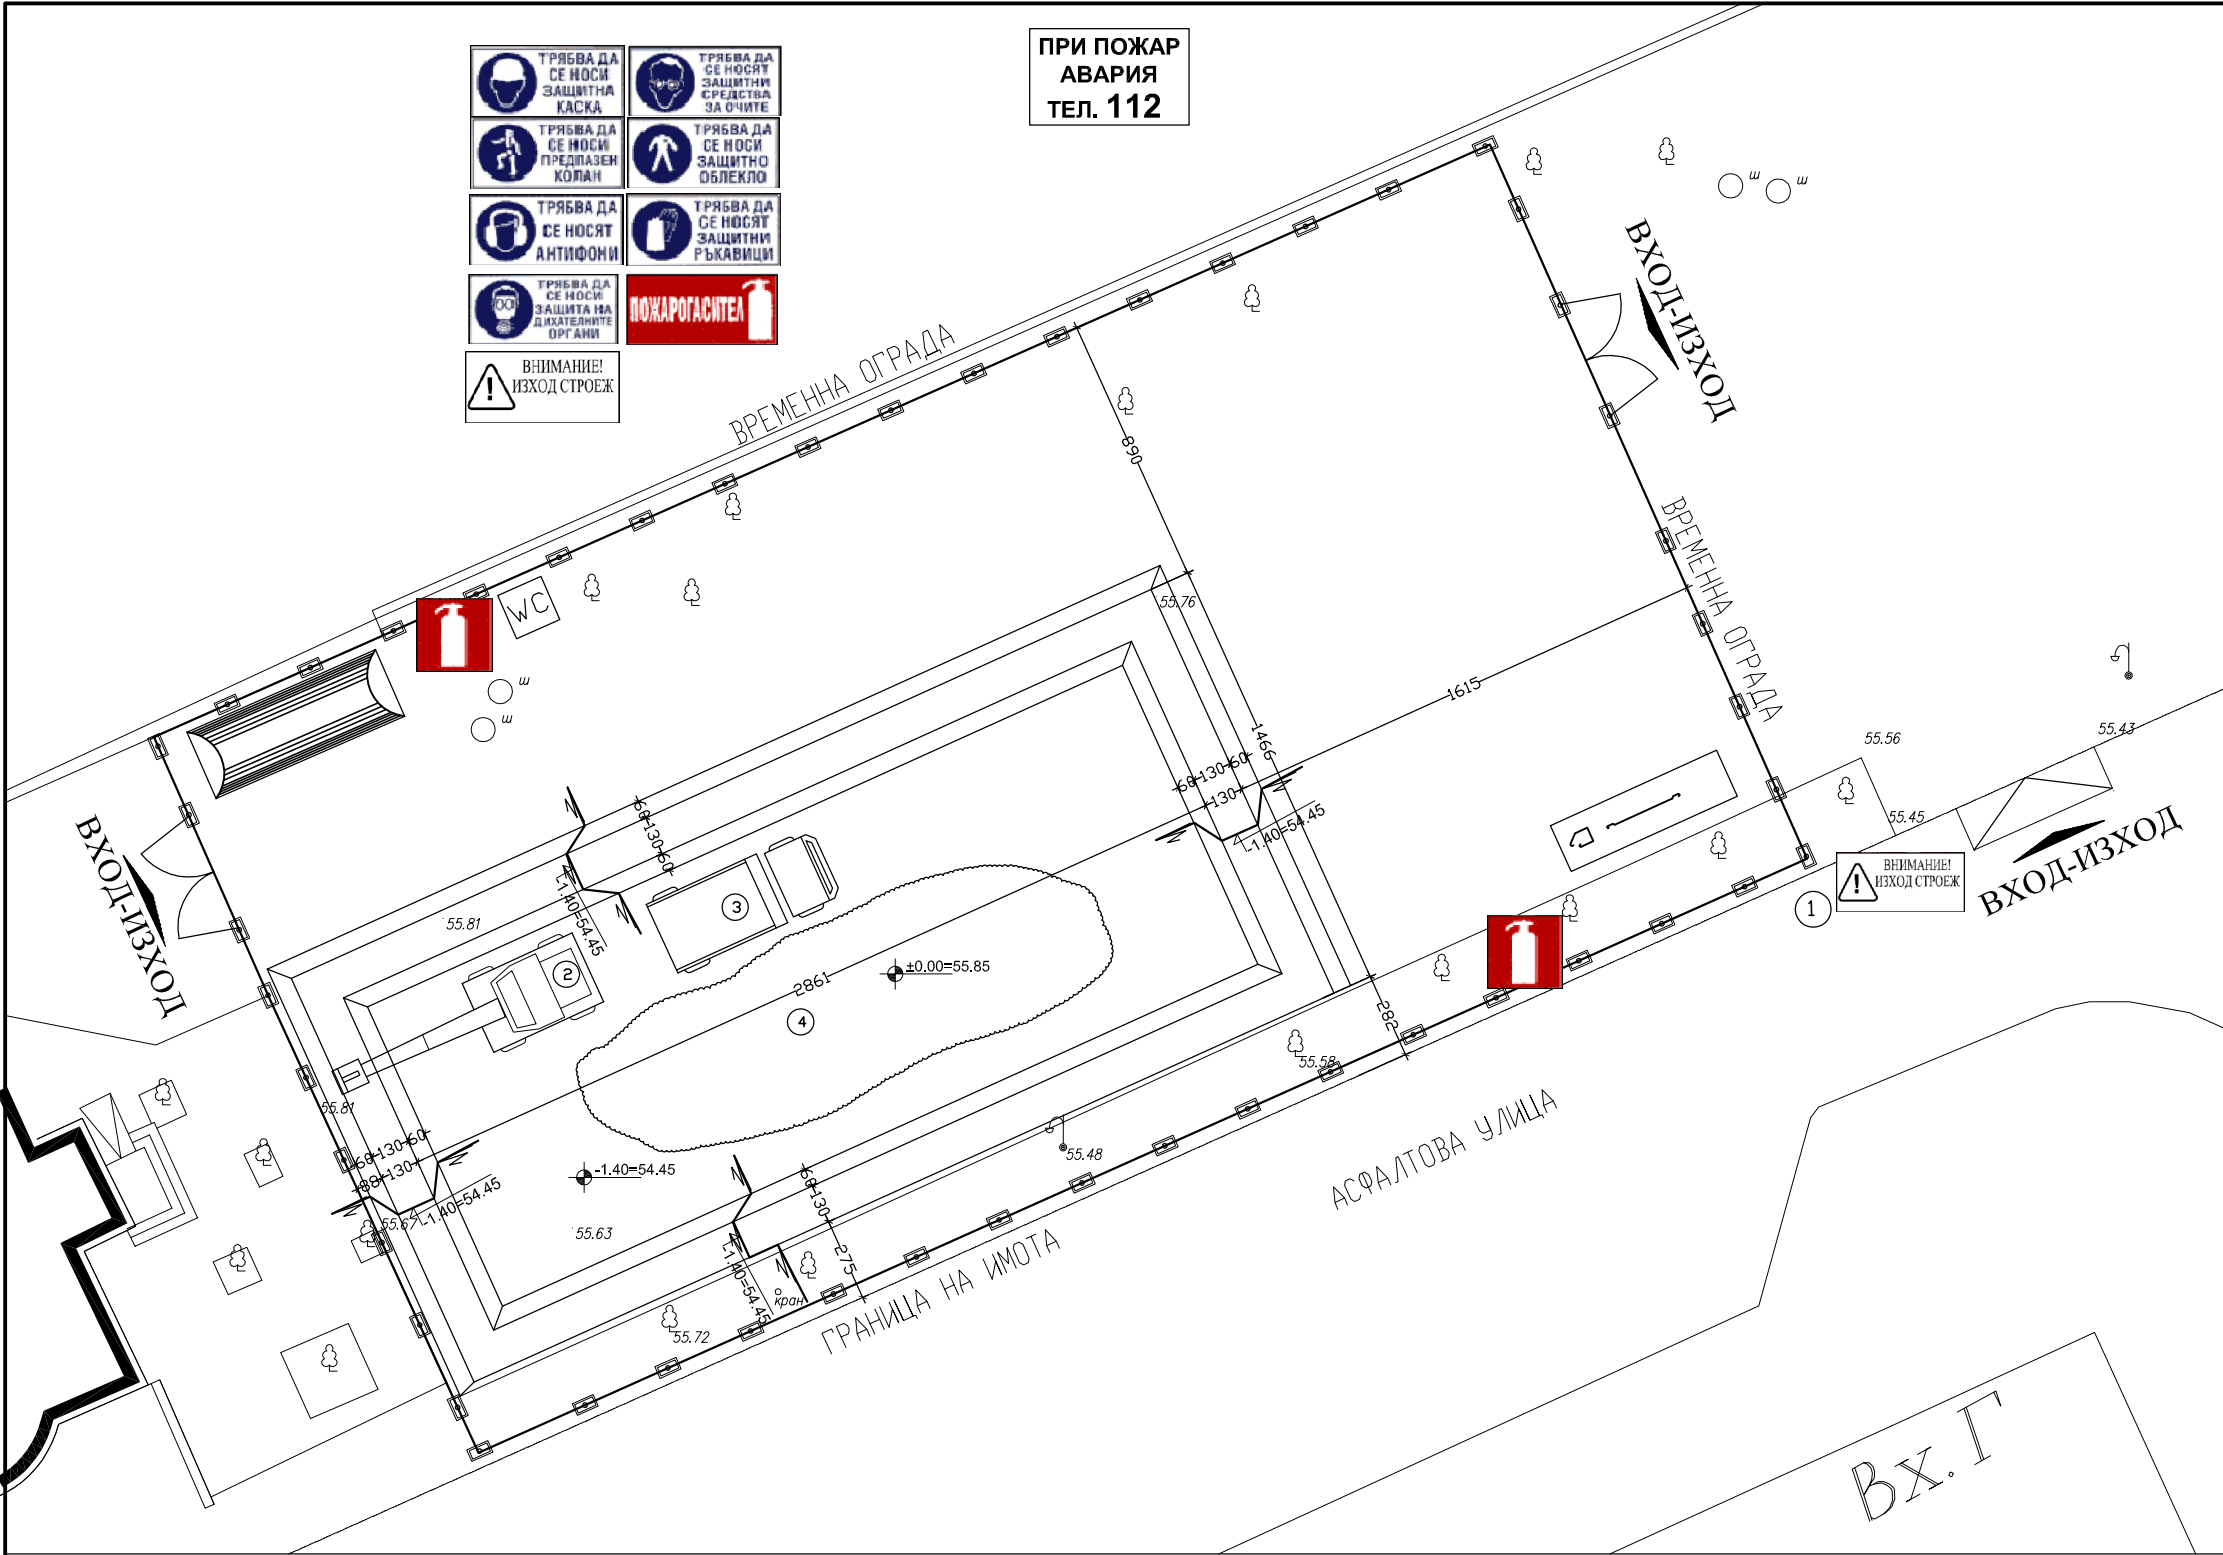 ТРЯБВА ДА
СЕ НОСИ
ЗАЩИТНА
КАСКА
ТРЯБВА ДА
СЕ НОСЯТ
ЗАЩИТНИ
СРЕДСТВА
ЗА ОЧИТЕ
ТРЯБВА ДА
СЕ НОСИ
ПРЕДПАЗЕН
КОЛАН
ТРЯБВА ДА
СЕ НОСИ
ЗАЩИТНО
ОБЛЕКЛО
ТРЯБВА ДА
СЕ НОСЯТ
АНТИФОНИ
ТРЯБВА ДА
СЕ НОСЯТ
ЗАЩИТНИ
РЪКАВИЦИ
ТРЯБВА ДА
СЕ НОСИ
ЗАЩИТА НА
ДИХАТЕЛНИТЕ
ОРГАНИ
ПОЖАРОГАСИТЕЛ
ВНИМАНИЕ!
ИЗХОД СТРОЕЖ
ПРИ ПОЖАР
АВАРИЯ
ТЕЛ. 112
ш
ш
ВХОД-ИЗХОД
ВРЕМЕННА ОГРАДА
890
ВРЕМЕННА ОГРАДА
WC
55.76
ш
ш
1615
1466
55.56
55.43
55.45
60 130 60
130
-1.40=54.45
ВХОД-ИЗХОД
60 130 60
-1.40=54.45
55.81
3
2
2861
±0.00=55.85
4
ВНИМАНИЕ!
ИЗХОД СТРОЕЖ
1
ВХОД-ИЗХОД
282
55.58
55.81
60 130 60
88 130
-1.40=54.45
55.67
-1.40=54.45
55.48
55.63
60 130
275
-1.40=54.45
кран
55.72
ГРАНИЦА НА ИМОТА
АСФАЛТОВА УЛИЦА
Вх. Г